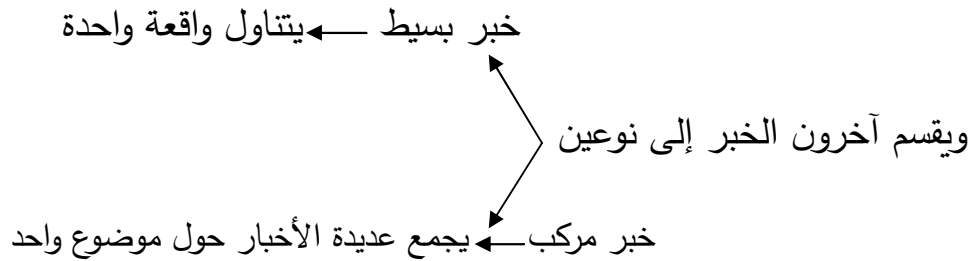 خبر بسيط يتناول واقعة واحدة
ويقسم آخرون الخبر إلى نوعين
خبر مركب يجمع عديدة الأخبار حول موضوع واحد